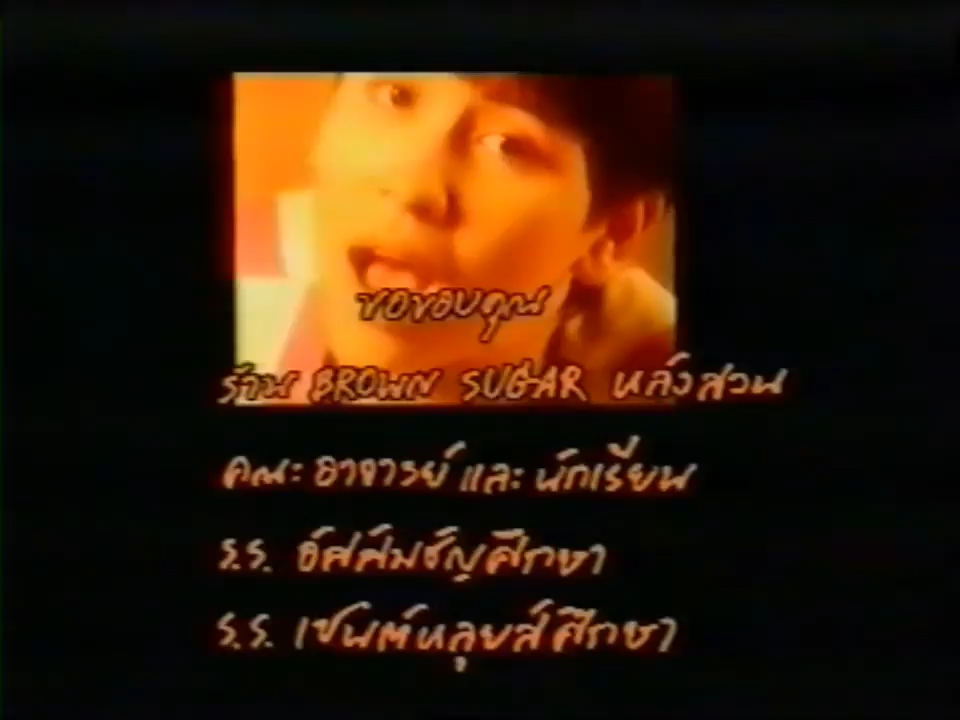 ขอขอบคุณ
ร้าน BROWN SUGAR หลังสวน
คณะ อาจารย์ และ นักเรียน
ร.ร. อัสสัมชัญศึกษา
ร.ร. เซนต์หลุยส์ศึกษา